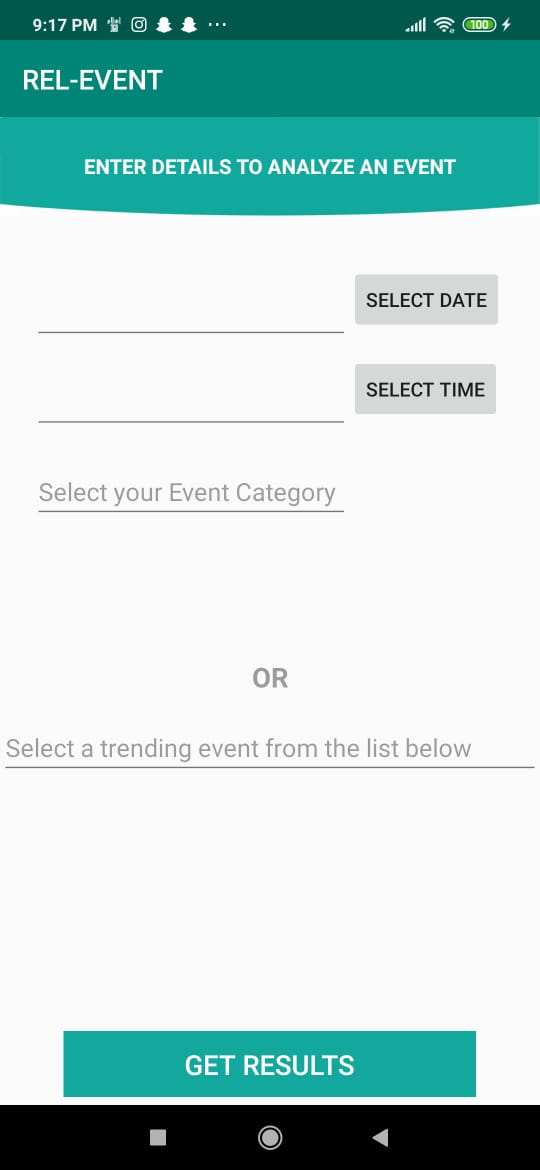 9:17 PM
100
REL-EVENT
ENTER DETAILS TO ANALYZE AN EVENT
SELECT DATE
SELECT TIME
Select your Event Category
OR
Select a trending event from the list below
GET RESULTS